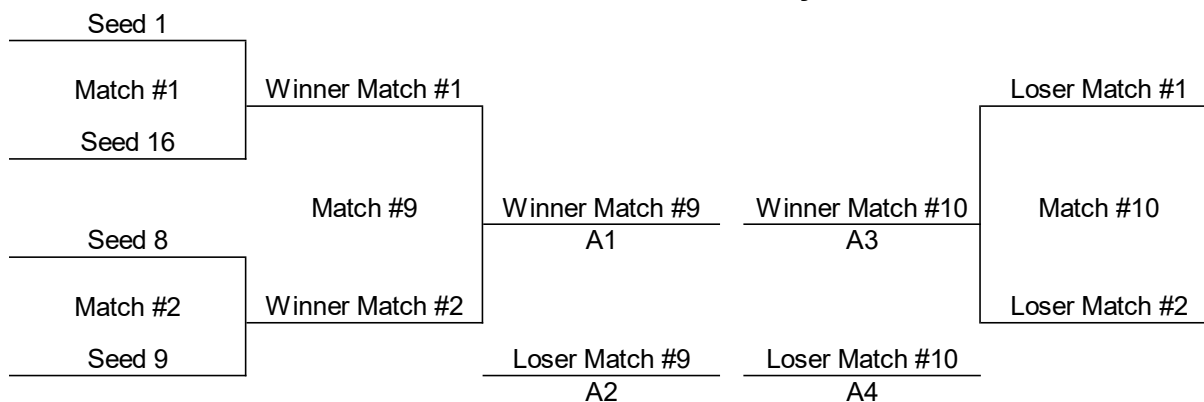 Seed 1
Match #1
Winner Match #1
Loser Match #1
Seed 16
Match #9
Winner Match #9
Winner Match #10
Match #10
Seed 8
A1
A3
Match #2
Winner Match #2
Loser Match #2
Seed 9
Loser Match #9
Loser Match #10
A2
A4